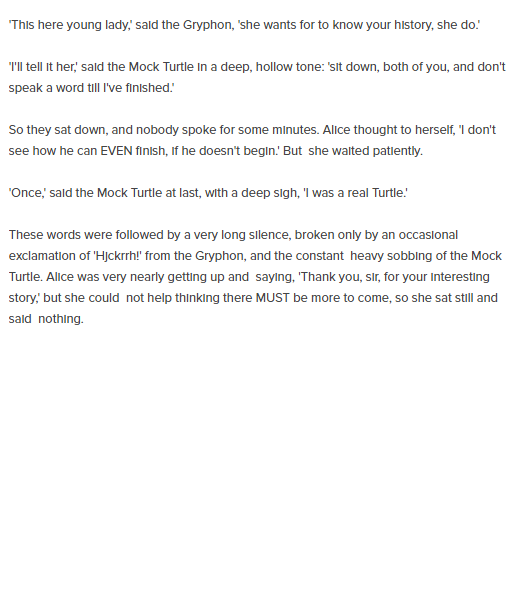 'This here young lady,' said the Gryphon, 'she wants for to know your history, she do.'
'I'll tell it her,' said the Mock Turtle in a deep, hollow tone: 'sit down, both of you, and don't
speak a word till I've finished.'
So they sat down, and nobody spoke for some minutes. Alice thought to herself, 'I don't
see how he can EVEN finish, if he doesn't begin.' But  she waited patiently.
'Once,' said the Mock Turtle at last, with a deep sigh, 'I was a real Turtle.'
These words were followed by a very long silence, broken only by an occasional
exclamation of 'Hjckrrh!' from the Gryphon, and the constant  heavy sobbing of the Mock
Turtle. Alice was very nearly getting up and  saying, 'Thank you, sir, for your interesting
story,' but she could  not help thinking there MUST be more to come, so she sat still and
said  nothing.